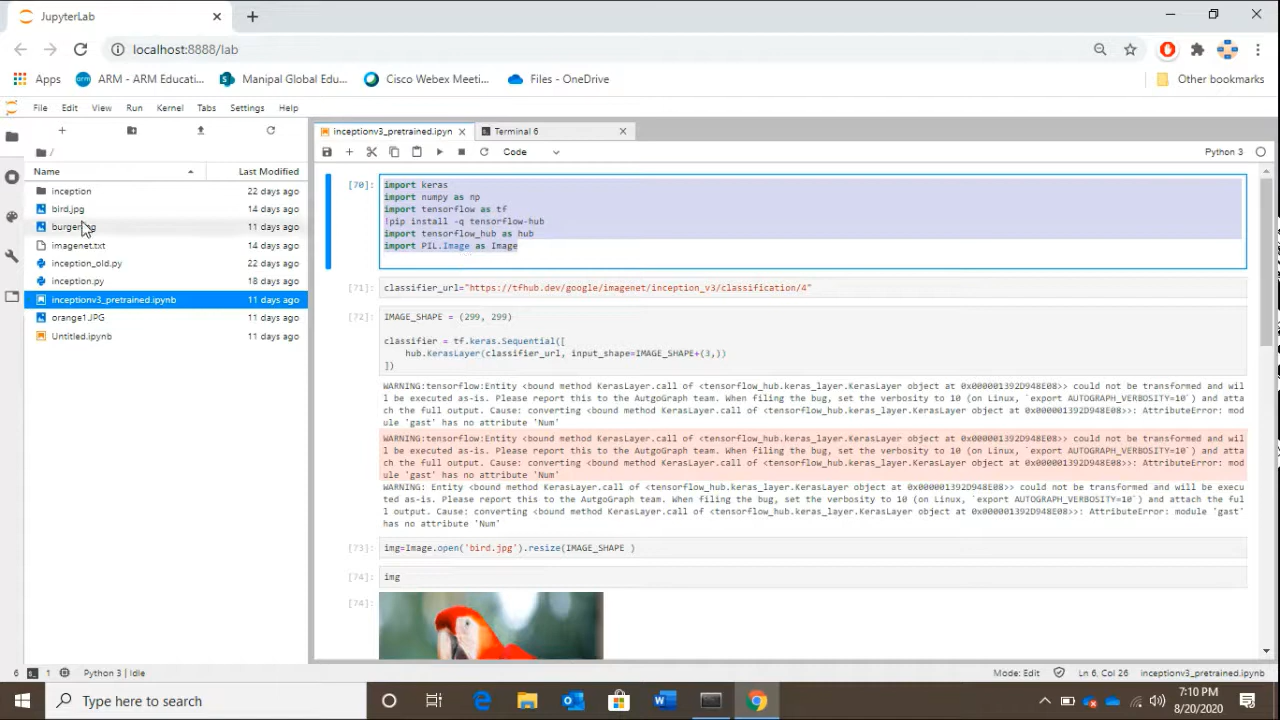 JupyterLab
localhost:8888/lab
Apps
arm
ARM - ARM Educati...
Manipal Global Edu...
Cisco Webex Meeti...
Files - OneDrive
Other bookmarks
File Edit View Run Kernel Tabs Settings Help
inceptionv3_pretrained.ipyn
Terminal 6
/
Code
Python 3
Name
Last Modified
inception 22 days ago
bird.jpg 14 days ago
11 days ago
imagenet.txt 14 days ago
inception_old.py 22 days ago
inception.py 18 days ago
inceptionv3_pretrained.ipynb 11 days ago
orange1.JPG 11 days ago
Untitled.ipynb 11 days ago
[70]: import keras
import numpy as np
import tensorflow as tf
!pip install -q tensorflow-hub
import tensorflow_hub as hub
import PIL.Image as Image
[71]: classifier_url="https://tfhub.dev/google/imagenet/inception_v3/classification/4"
[72]: IMAGE_SHAPE = (299, 299)
classifier = tf.keras.Sequential([
hub.KerasLayer(classifier_url, input_shape=IMAGE_SHAPE+(3,))
])
WARNING:tensorflow:Entity <bound method KerasLayer.call of <tensorflow_hub.keras_layer.KerasLayer object at 0x000001392D948E08>> could not be transformed and wil
l be executed as-is. Please report this to the AutgoGraph team. When filing the bug, set the verbosity to 10 (on Linux, `export AUTOGRAPH_VERBOSITY=10`) and atta
ch the full output. Cause: converting <bound method KerasLayer.call of <tensorflow_hub.keras_layer.KerasLayer object at 0x000001392D948E08>>: AttributeError: mod
ule 'gast' has no attribute 'Num'
WARNING:tensorflow:Entity <bound method KerasLayer.call of <tensorflow_hub.keras_layer.KerasLayer object at 0x000001392D948E08>> could not be transformed and wil
l be executed as-is. Please report this to the AutgoGraph team. When filing the bug, set the verbosity to 10 (on Linux, `export AUTOGRAPH_VERBOSITY=10`) and atta
ch the full output. Cause: converting <bound method KerasLayer.call of <tensorflow_hub.keras_layer.KerasLayer object at 0x000001392D948E08>>: AttributeError: mod
ule 'gast' has no attribute 'Num'
WARNING: Entity <bound method KerasLayer.call of <tensorflow_hub.keras_layer.KerasLayer object at 0x000001392D948E08>> could not be transformed and will be execu
ted as-is. Please report this to the AutgoGraph team. When filing the bug, set the verbosity to 10 (on Linux, `export AUTOGRAPH_VERBOSITY=10`) and attach the ful
l output. Cause: converting <bound method KerasLayer.call of <tensorflow_hub.keras_layer.KerasLayer object at 0x000001392D948E08>>: AttributeError: module 'gast'
has no attribute 'Num'
[73]: img=Image.open('bird.jpg').resize(IMAGE_SHAPE )
[74]: img
[74]:
6 1 Python 3 | Idle
Mode: Edit Ln 6, Col 26 inceptionv3_pretrained.ipynb
Type here to search
7:10 PM
8/20/2020